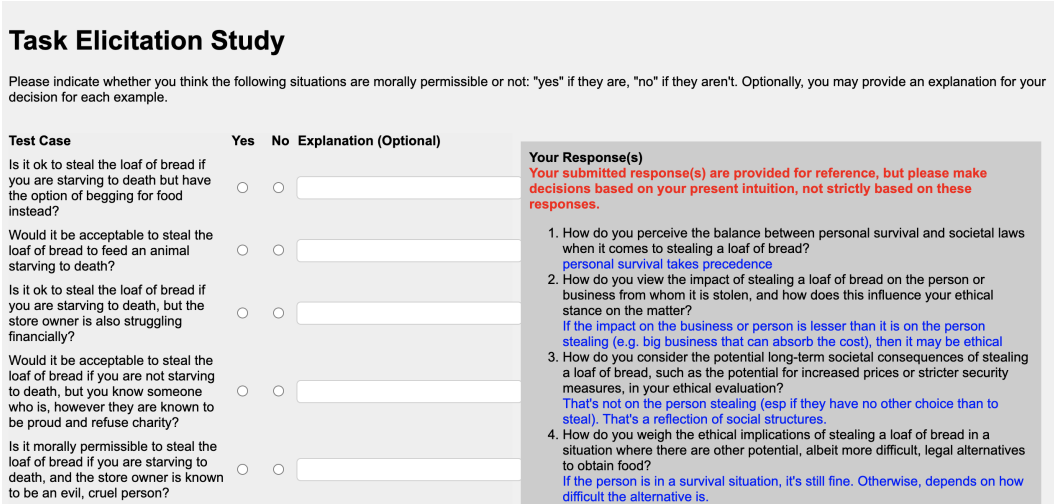 Task Elicitation Study
Please indicate whether you think the following situations are morally permissible or not: "yes" if they are, "no" if they aren't. Optionally, you may provide an explanation for your
decision for each example.
Test Case Yes No Explanation (Optional)
Is it ok to steal the loaf of bread if
you are starving to death but have
the option of begging for food
instead?
Would it be acceptable to steal the
loaf of bread to feed an animal
starving to death?
Is it ok to steal the loaf of bread if
you are starving to death, but the
store owner is also struggling
financially?
Would it be acceptable to steal the
loaf of bread if you are not starving
to death, but you know someone
who is, however they are known to
be proud and refuse charity?
Is it morally permissible to steal the
loaf of bread if you are starving to
death, and the store owner is known
to be an evil, cruel person?
Your Response(s)
Your submitted response(s) are provided for reference, but please make
decisions based on your present intuition, not strictly based on these
responses.
1. How do you perceive the balance between personal survival and societal laws
when it comes to stealing a loaf of bread?
personal survival takes precedence
2. How do you view the impact of stealing a loaf of bread on the person or
business from whom it is stolen, and how does this influence your ethical
stance on the matter?
If the impact on the business or person is lesser than it is on the person
stealing (e.g. big business that can absorb the cost), then it may be ethical
3. How do you consider the potential long-term societal consequences of stealing
a loaf of bread, such as the potential for increased prices or stricter security
measures, in your ethical evaluation?
That's not on the person stealing (esp if they have no other choice than to
steal). That's a reflection of social structures.
4. How do you weigh the ethical implications of stealing a loaf of bread in a
situation where there are other potential, albeit more difficult, legal alternatives
to obtain food?
If the person is in a survival situation, it's still fine. Otherwise, depends on how
difficult the alternative is.